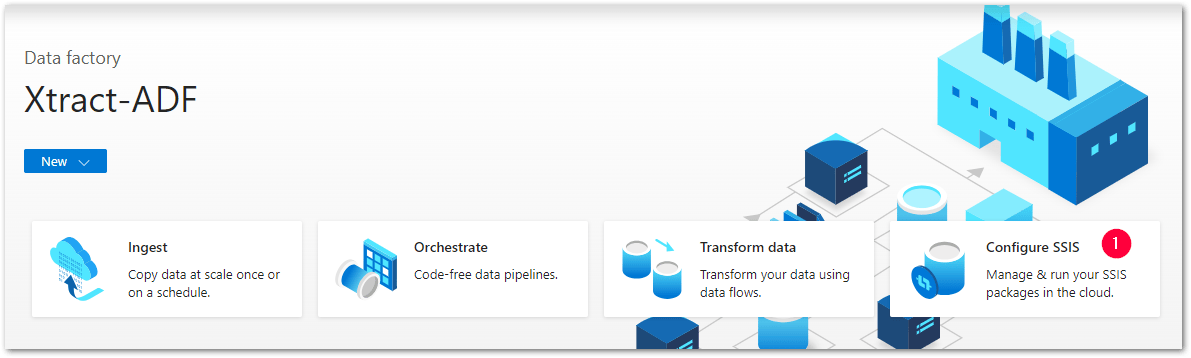 Data factory
Xtract-ADF
New
Ingest
Copy data at scale once or
on a schedule.
Orchestrate
Code-free data pipelines.
Transform data
Transform your data using
data flows.
Configure SSIS
1
Manage & run your SSIS
packages in the cloud.